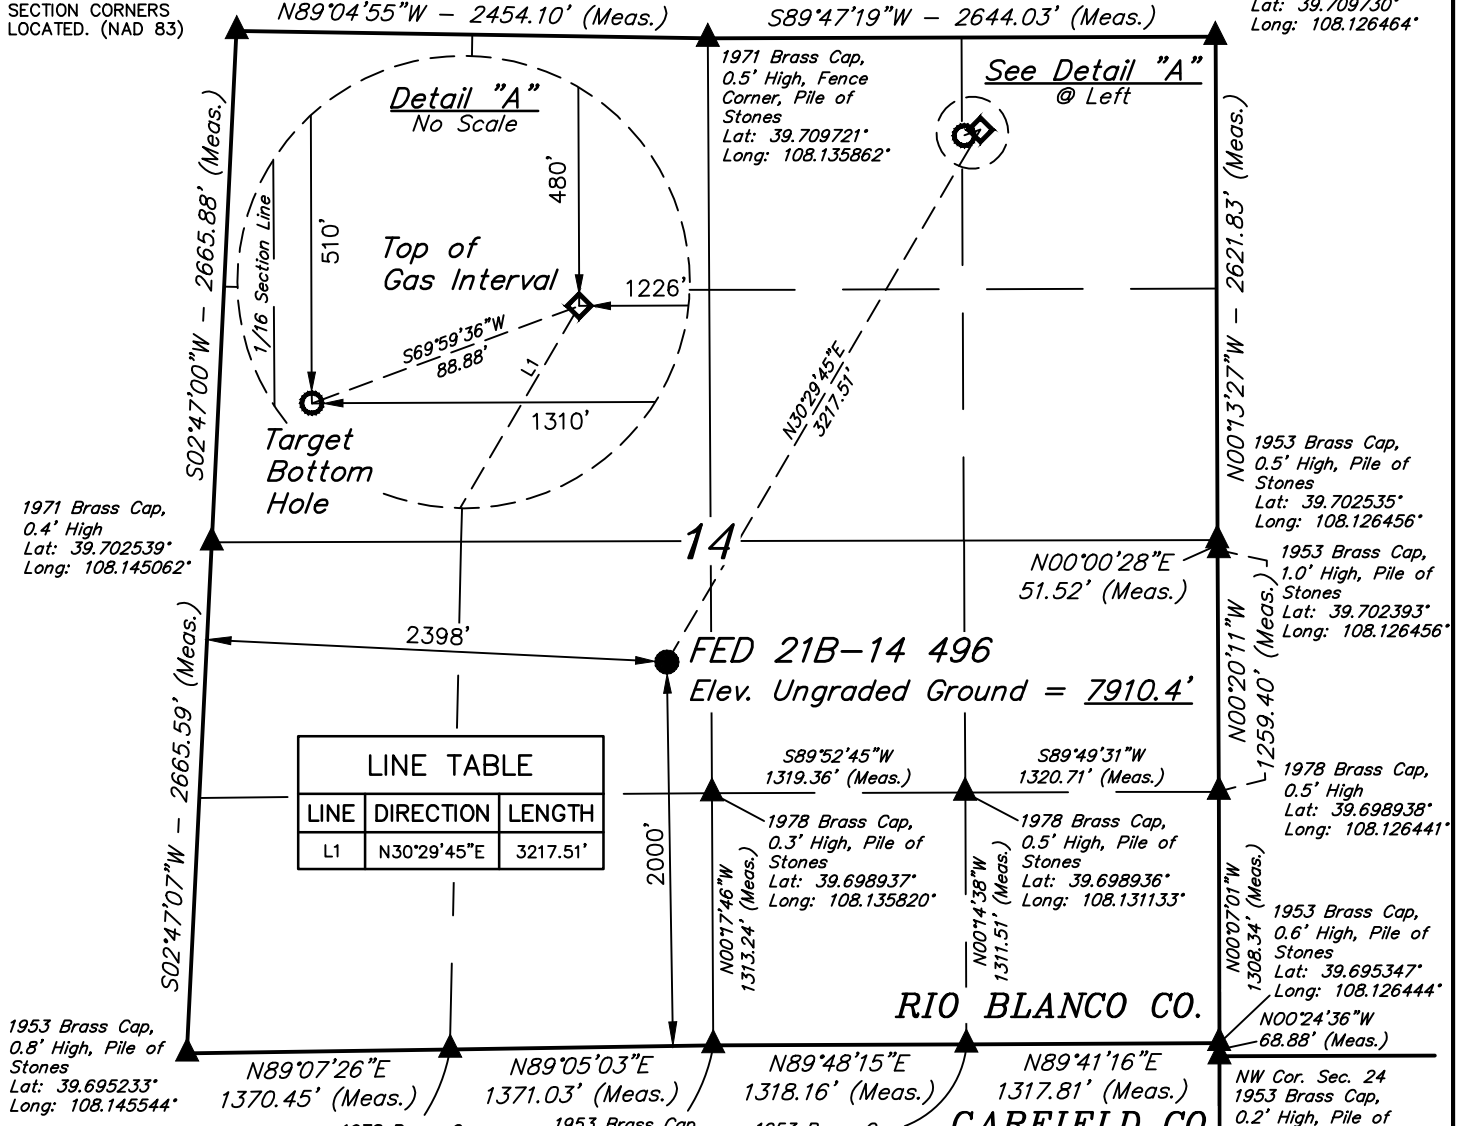 SECTION CORNERS
LOCATED. (NAD 83)
N89°04'55"W - 2454.10' (Meas.)
S89°47'19"W - 2644.03' (Meas.)
Lat: 39.709730°
Long: 108.126464°
1971 Brass Cap,
0.5' High, Fence
Corner, Pile of
Stones
Lat: 39.709721°
Long: 108.135862°
See Detail "A"
@ Left
Detail "A"
No Scale
480'
510'
1/16 Section Line
Top of
Gas Interval
1226'
S69°59'36"W
88.88'
L1
1310'
Target
Bottom
Hole
S02°47'00"W - 2665.88' (Meas.)
N30°29'45"E
3217.51'
N00°13'27"W - 2621.83' (Meas.)
1953 Brass Cap,
0.5' High, Pile of
Stones
Lat: 39.702535°
Long: 108.126456°
1971 Brass Cap,
0.4' High
Lat: 39.702539°
Long: 108.145062°
14
N00°00'28"E
51.52' (Meas.)
1953 Brass Cap,
1.0' High, Pile of
Stones
Lat: 39.702393°
Long: 108.126456°
2398'
FED 21B-14 496
Elev. Ungraded Ground = 7910.4'
N00°20'11"W
1259.40' (Meas.)
S02°47'07"W - 2665.59' (Meas.)
LINE TABLE
LINE DIRECTION LENGTH
L1 N30°29'45"E 3217.51'
2000'
S89°52'45"W
1319.36' (Meas.)
S89°49'31"W
1320.71' (Meas.)
1978 Brass Cap,
0.5' High
Lat: 39.698938°
Long: 108.126441°
1978 Brass Cap,
0.3' High, Pile of
Stones
Lat: 39.698937°
Long: 108.135820°
1978 Brass Cap,
0.5' High, Pile of
Stones
Lat: 39.698936°
Long: 108.131133°
N00°17'46"W
1313.24' (Meas.)
N00°14'38"W
1311.51' (Meas.)
N00°07'01"W
1308.34' (Meas.)
1953 Brass Cap,
0.6' High, Pile of
Stones
Lat: 39.695347°
Long: 108.126444°
RIO BLANCO CO.
N00°24'36"W
68.88' (Meas.)
1953 Brass Cap,
0.8' High, Pile of
Stones
Lat: 39.695233°
Long: 108.145544°
N89°07'26"E
1370.45' (Meas.)
N89°05'03"E
1371.03' (Meas.)
N89°48'15"E
1318.16' (Meas.)
N89°41'16"E
1317.81' (Meas.)
NW Cor. Sec. 24
1953 Brass Cap,
0.2' High, Pile of
1953 Brass Cap
GARFIELD CO